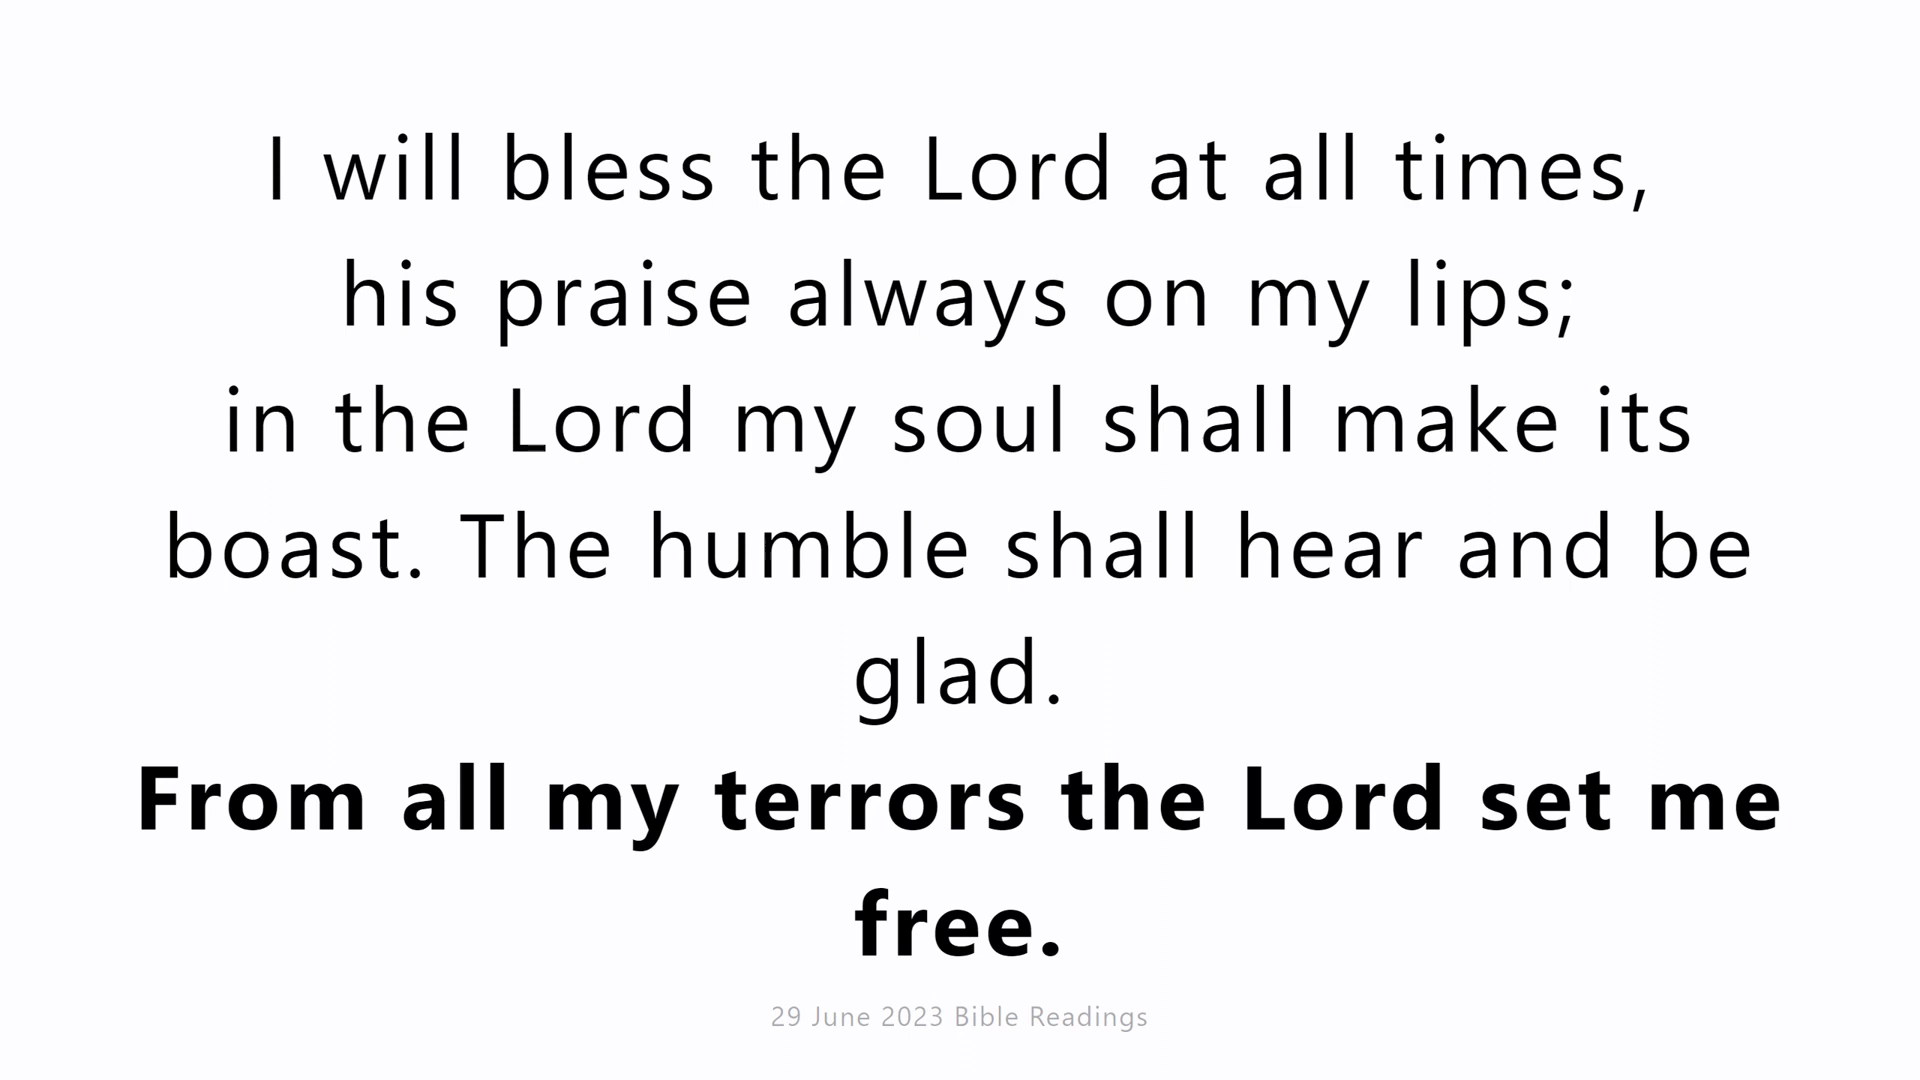 I will bless the Lord at all times,
his praise always on my lips;
in the Lord my soul shall make its
boast. The humble shall hear and be
glad.
From all my terrors the Lord set me
free.
29 June 2023 Bible Readings